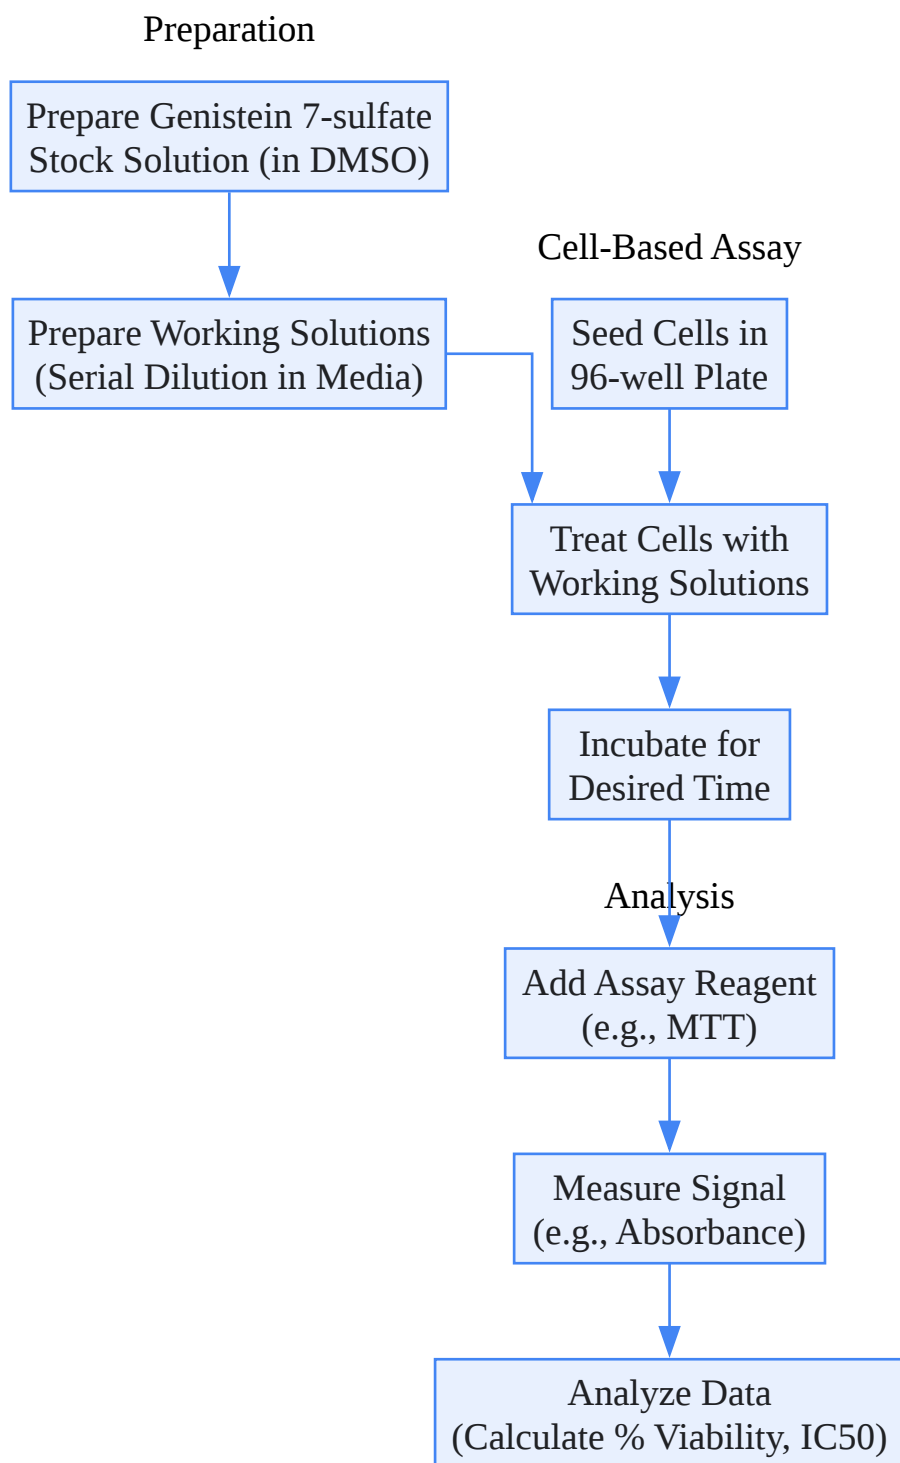 Preparation
Prepare Genistein 7-sulfate
Stock Solution (in DMSO)
Prepare Working Solutions
(Serial Dilution in Media)
Cell-Based Assay
Seed Cells in
96-well Plate
Treat Cells with
Working Solutions
Incubate for
Desired Time
Analysis
Add Assay Reagent
(e.g., MTT)
Measure Signal
(e.g., Absorbance)
Analyze Data
(Calculate % Viability, IC50)